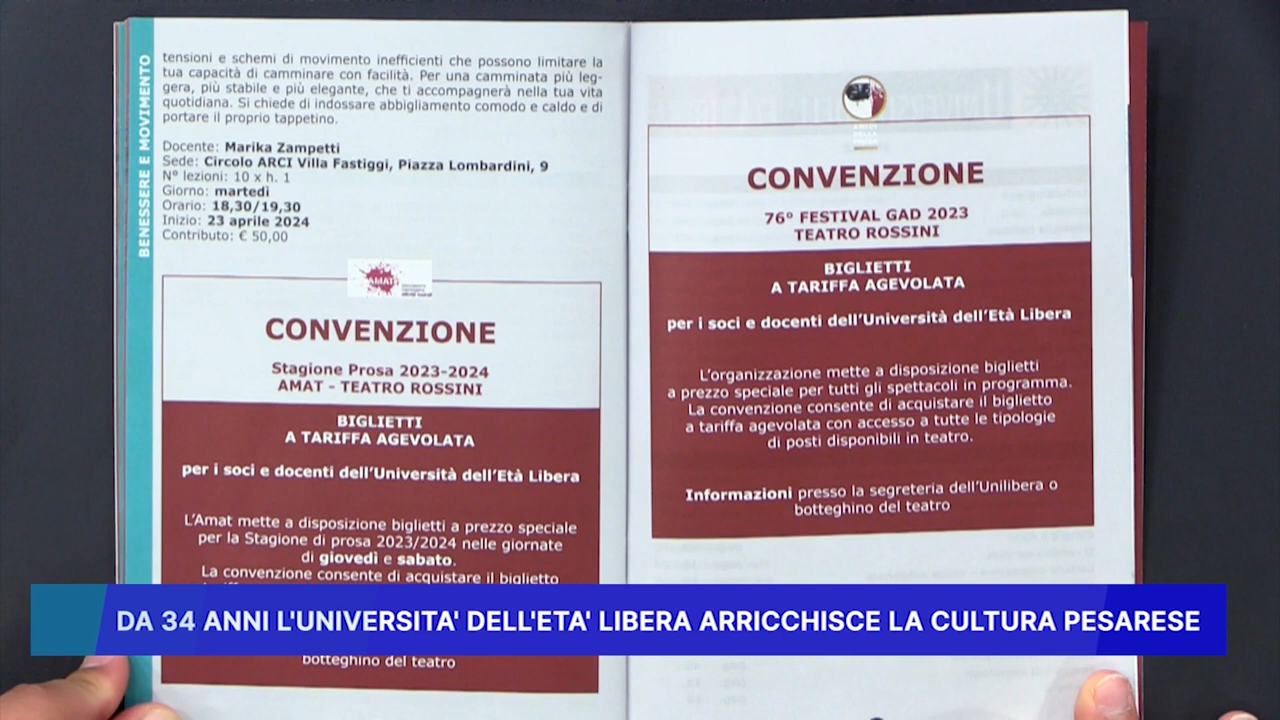 BENESSERE E MOVIMENTO
tensioni e schemi di movimento inefficienti che possono limitare la
tua capacità di camminare con facilità. Per una camminata più leg-
gera, più stabile e più elegante, che ti accompagnerà nella tua vita
quotidiana. Si chiede di indossare abbigliamento comodo e caldo e di
portare il proprio tappetino.
Docente: Marika Zampetti
Sede: Circolo ARCI Villa Fastiggi, Piazza Lombardini, 9
N° lezioni: 10 x h. 1
Giorno: martedì
Orario: 18,30/19,30
Inizio: 23 aprile 2024
Contributo: € 50,00
AMAT
CONVENZIONE
Stagione Prosa 2023-2024
AMAT - TEATRO ROSSINI
BIGLIETTI
A TARIFFA AGEVOLATA
per i soci e docenti dell'Università dell'Età Libera
L'Amat mette a disposizione biglietti a prezzo speciale
per la Stagione di prosa 2023/2024 nelle giornate
di giovedì e sabato.
La convenzione consente di acquistare il biglietto
botteghino del teatro
CONVENZIONE
76° FESTIVAL GAD 2023
TEATRO ROSSINI
BIGLIETTI
A TARIFFA AGEVOLATA
per i soci e docenti dell'Università dell'Età Libera
L'organizzazione mette a disposizione biglietti
a prezzo speciale per tutti gli spettacoli in programma.
La convenzione consente di acquistare il biglietto
a tariffa agevolata con accesso a tutte le tipologie
di posti disponibili in teatro.
Informazioni presso la segreteria dell'Unilibera o
botteghino del teatro
DA 34 ANNI L'UNIVERSITA' DELL'ETA' LIBERA ARRICCHISCE LA CULTURA PESARESE